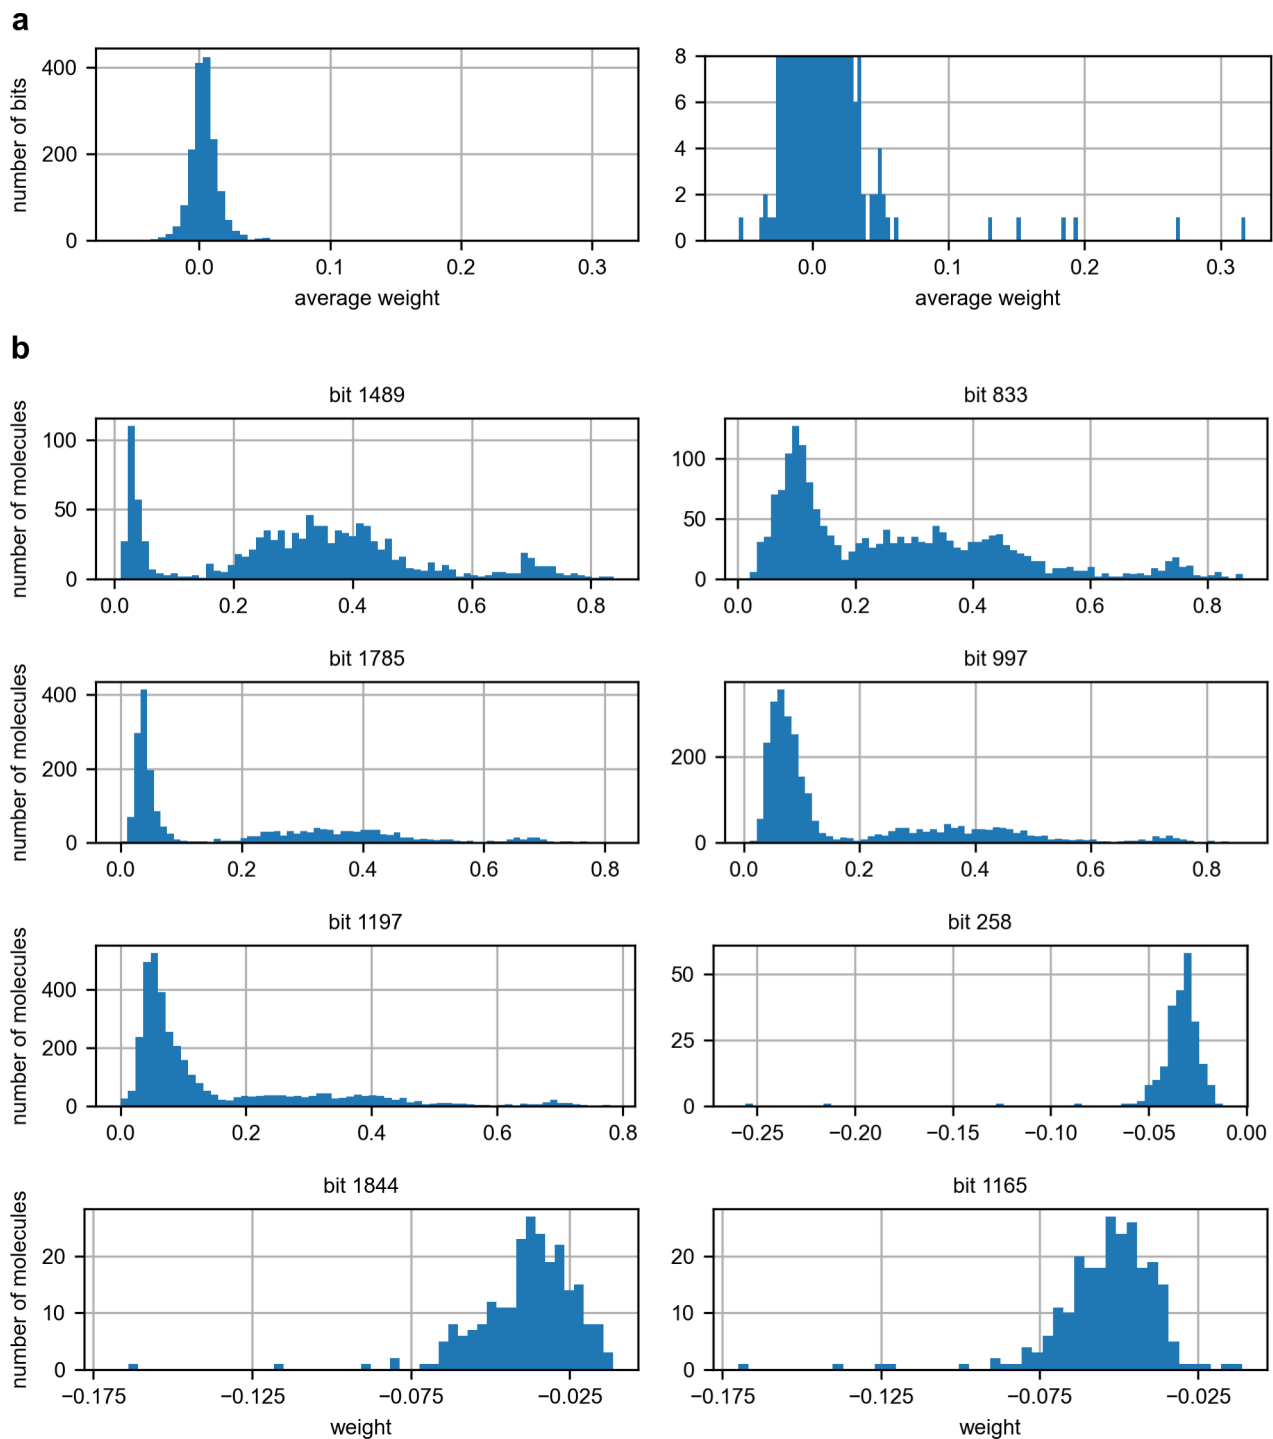 a
number of bits
400
200
0
0.0 0.1 0.2 0.3
average weight
8
6
4
2
0
0.0 0.1 0.2 0.3
average weight
b
bit 1489
number of molecules
100
50
0
0.0 0.2 0.4 0.6 0.8
bit 833
100
50
0
0.0 0.2 0.4 0.6 0.8
bit 1785
number of molecules
400
200
0
0.0 0.2 0.4 0.6 0.8
bit 997
200
0
0.0 0.2 0.4 0.6 0.8
bit 1197
number of molecules
400
200
0
0.0 0.2 0.4 0.6 0.8
bit 258
50
25
0
−0.25 −0.20 −0.15 −0.10 −0.05 0.00
bit 1844
number of molecules
20
10
0
−0.175 −0.125 −0.075 −0.025
weight
bit 1165
20
10
0
−0.175 −0.125 −0.075 −0.025
weight